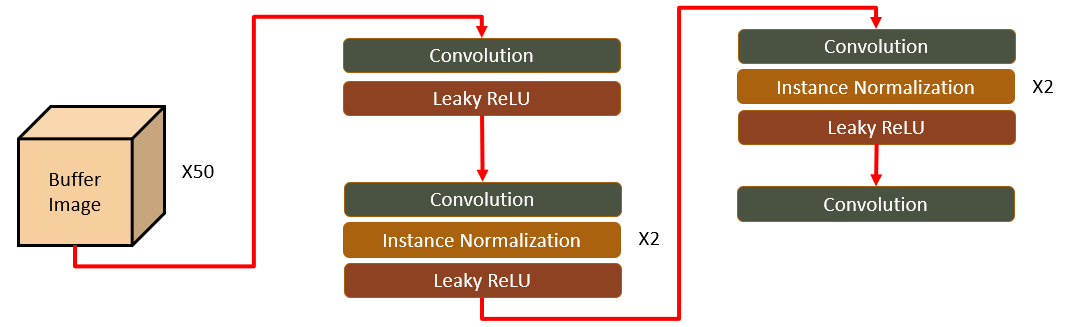 Buffer
Image
X50
Convolution
Leaky ReLU
Convolution
Instance Normalization
X2
Leaky ReLU
Convolution
Instance Normalization
X2
Leaky ReLU
Convolution